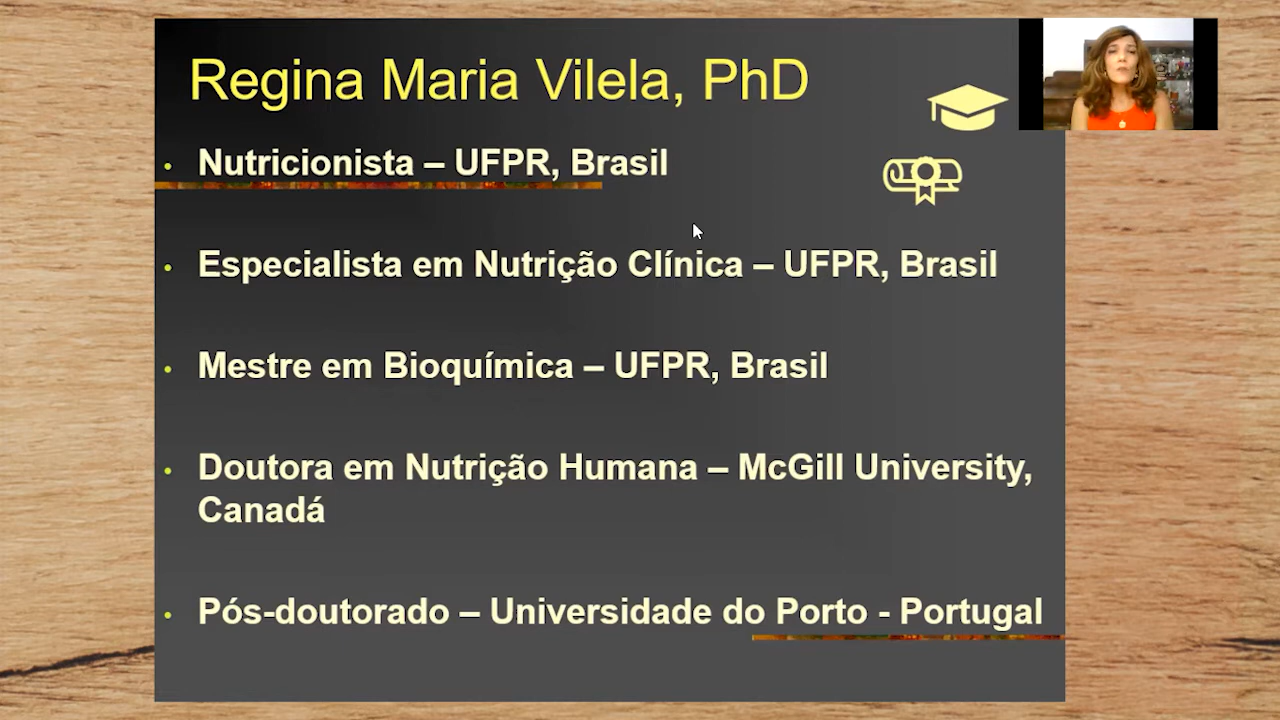 Regina Maria Vilela, PhD
• Nutricionista – UFPR, Brasil
• Especialista em Nutrição Clínica – UFPR, Brasil
• Mestre em Bioquímica – UFPR, Brasil
• Doutora em Nutrição Humana – McGill University,
Canadá
• Pós-doutorado – Universidade do Porto - Portugal